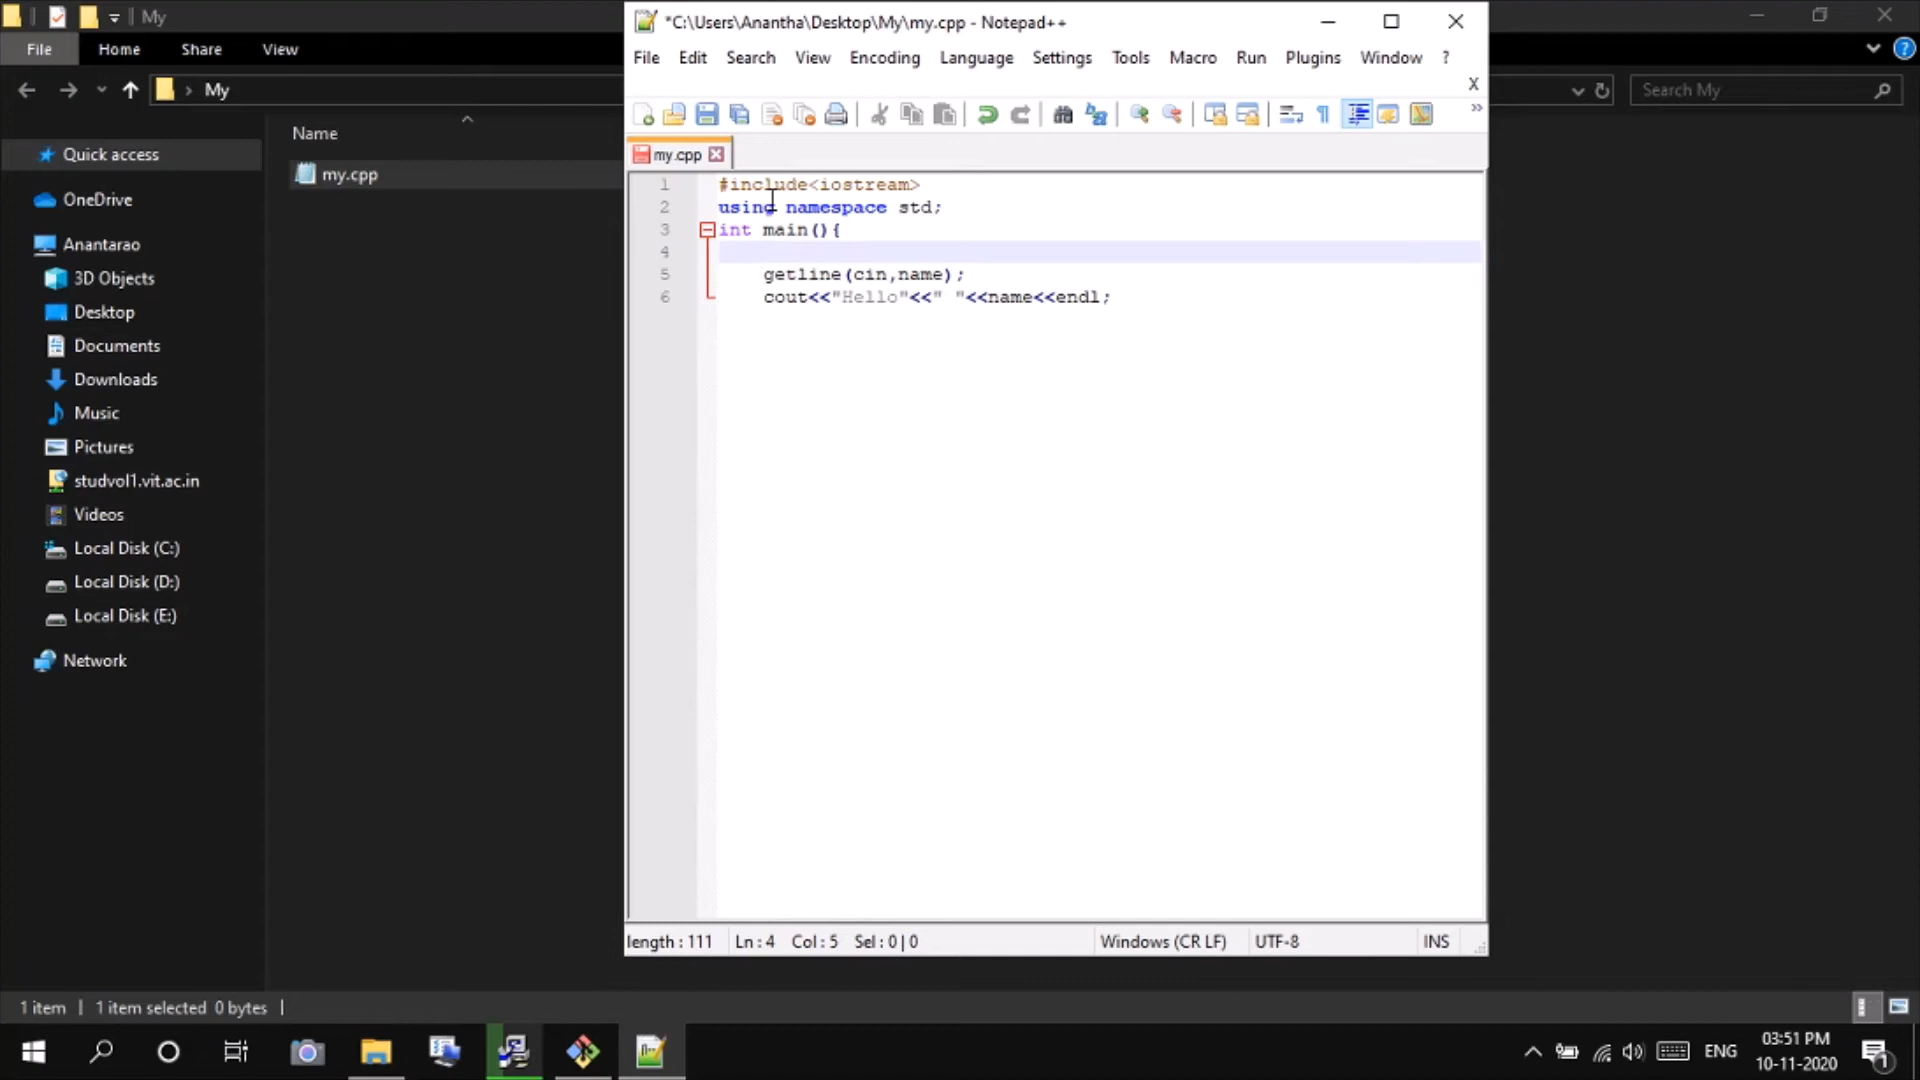 My
File Home Share View
My
Search My
Name
Quick access
my.cpp
OneDrive
Anantarao
3D Objects
Desktop
Documents
Downloads
Music
Pictures
studvol1.vit.ac.in
Videos
Local Disk (C:)
Local Disk (D:)
Local Disk (E:)
Network
1 item 1 item selected 0 bytes
*C:\Users\Anantha\Desktop\My\my.cpp - Notepad++
File Edit Search View Encoding Language Settings Tools Macro Run Plugins Window ?
X
my.cpp
1 #include<iostream>
2 using namespace std;
3 int main(){
4
5 getline(cin,name);
6 cout<<"Hello"<<" "<<name<<endl;
length : 111 Ln : 4 Col : 5 Sel : 0 | 0 Windows (CR LF) UTF-8 INS
ENG
03:51 PM
10-11-2020
1